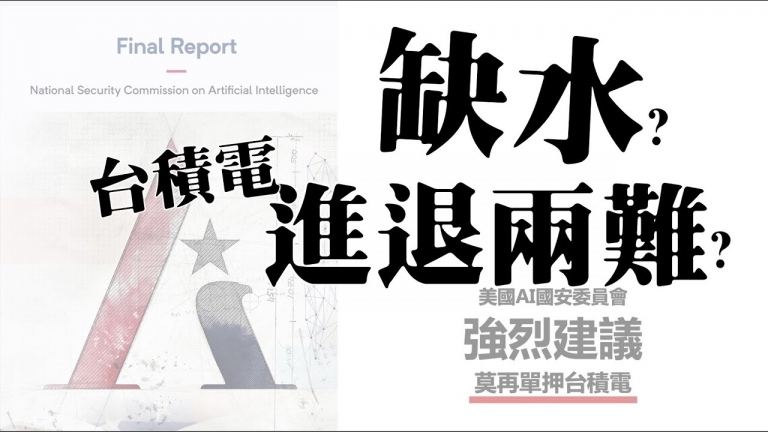 Final Report
National Security Commission on Artificial Intelligence
缺水?
台積電
進退兩難?
美國AI國安委員會
強烈建議
莫再單押台積電